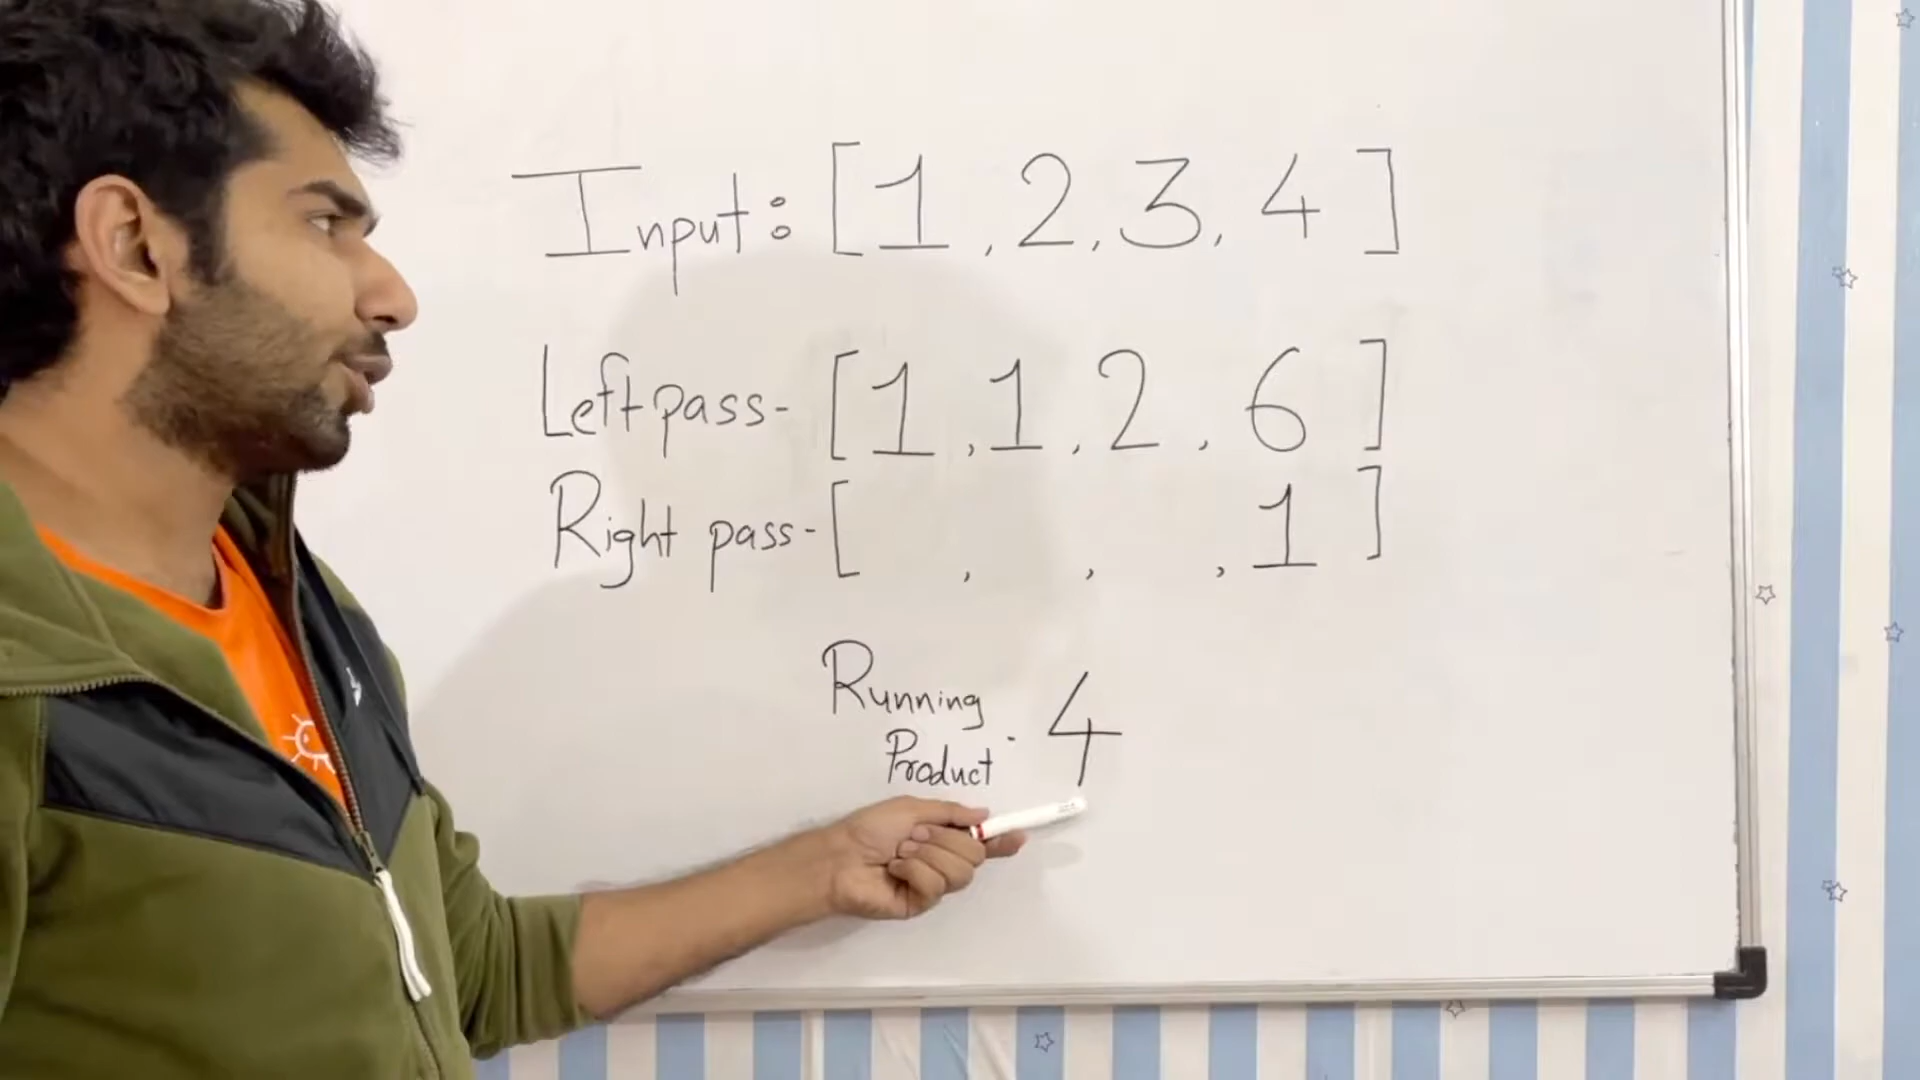 Input: [1, 2, 3, 4]
Left pass- [1, 1, 2, 6]
Right pass- [ , , , 1]
Running
Product - 4